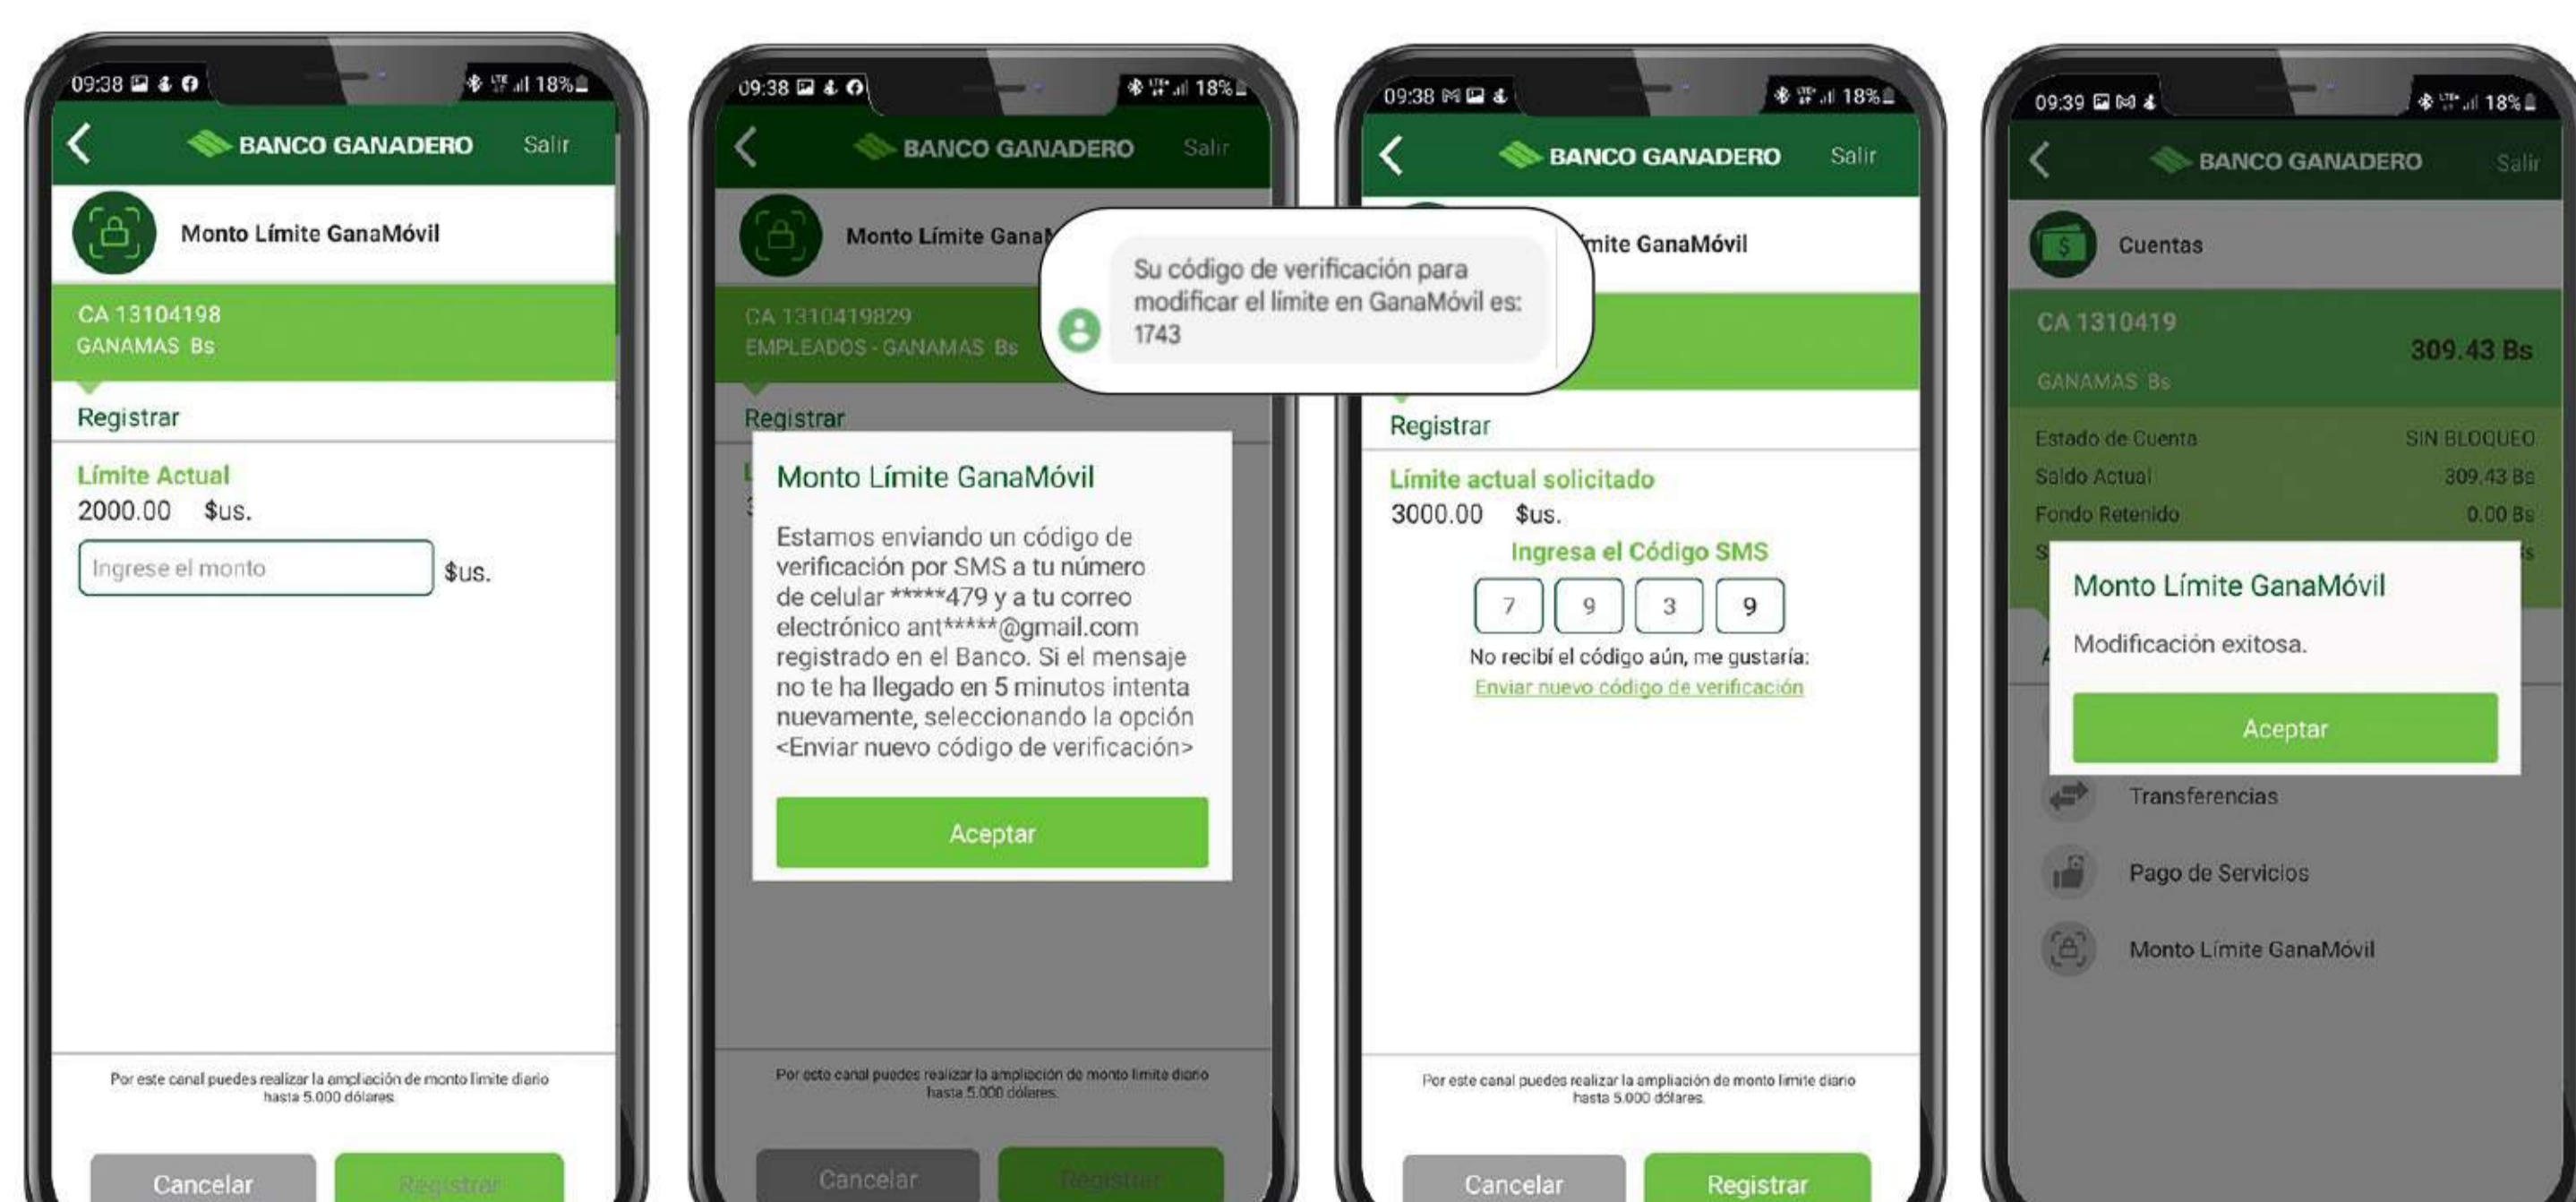 09:38
18%
BANCO GANADERO
Salir
Monto Límite GanaMóvil
CA 13104198
GANAMAS Bs
Registrar
Límite Actual
2000.00 $us.
Ingrese el monto
$us.
Por este canal puedes realizar la ampliación de monto limite diario
hasta 5.000 dólares.
Cancelar
Registrar
09:38
LTE+
18%
BANCO GANADERO
Salir
Monto Límite GanaM
CA 1310419829
EMPLEADOS - GANAMAS Bs
Registrar
Monto Límite GanaMóvil
Estamos enviando un código de
verificación por SMS a tu número
de celular *****479 y a tu correo
electrónico ant*****@gmail.com
registrado en el Banco. Si el mensaje
no te ha llegado en 5 minutos intenta
nuevamente, seleccionando la opción
<Enviar nuevo código de verificación>
Aceptar
Por este canal puedes realizar la ampliación de monto limite diario
hasta 5.000 dólares.
Cancelar
Registrar
Su código de verificación para
modificar el límite en GanaMóvil es:
1743
09:38
18%
BANCO GANADERO
Salir
mite GanaMóvil
Registrar
Límite actual solicitado
3000.00 $us.
Ingresa el Código SMS
7 9 3 9
No recibí el código aún, me gustaría:
Enviar nuevo código de verificación
Por este canal puedes realizar la ampliación de monto limite diario
hasta 5.000 dólares.
Cancelar
Registrar
09:39
LTE+
18%
BANCO GANADERO
Salir
Cuentas
CA 1310419
309.43 Bs
GANAMAS Bs
Estado de Cuenta SIN BLOQUEO
Saldo Actual 309.43 Bs
Fondo Retenido 0.00 Bs
Monto Límite GanaMóvil
Modificación exitosa.
Aceptar
Transferencias
Pago de Servicios
Monto Límite GanaMóvil